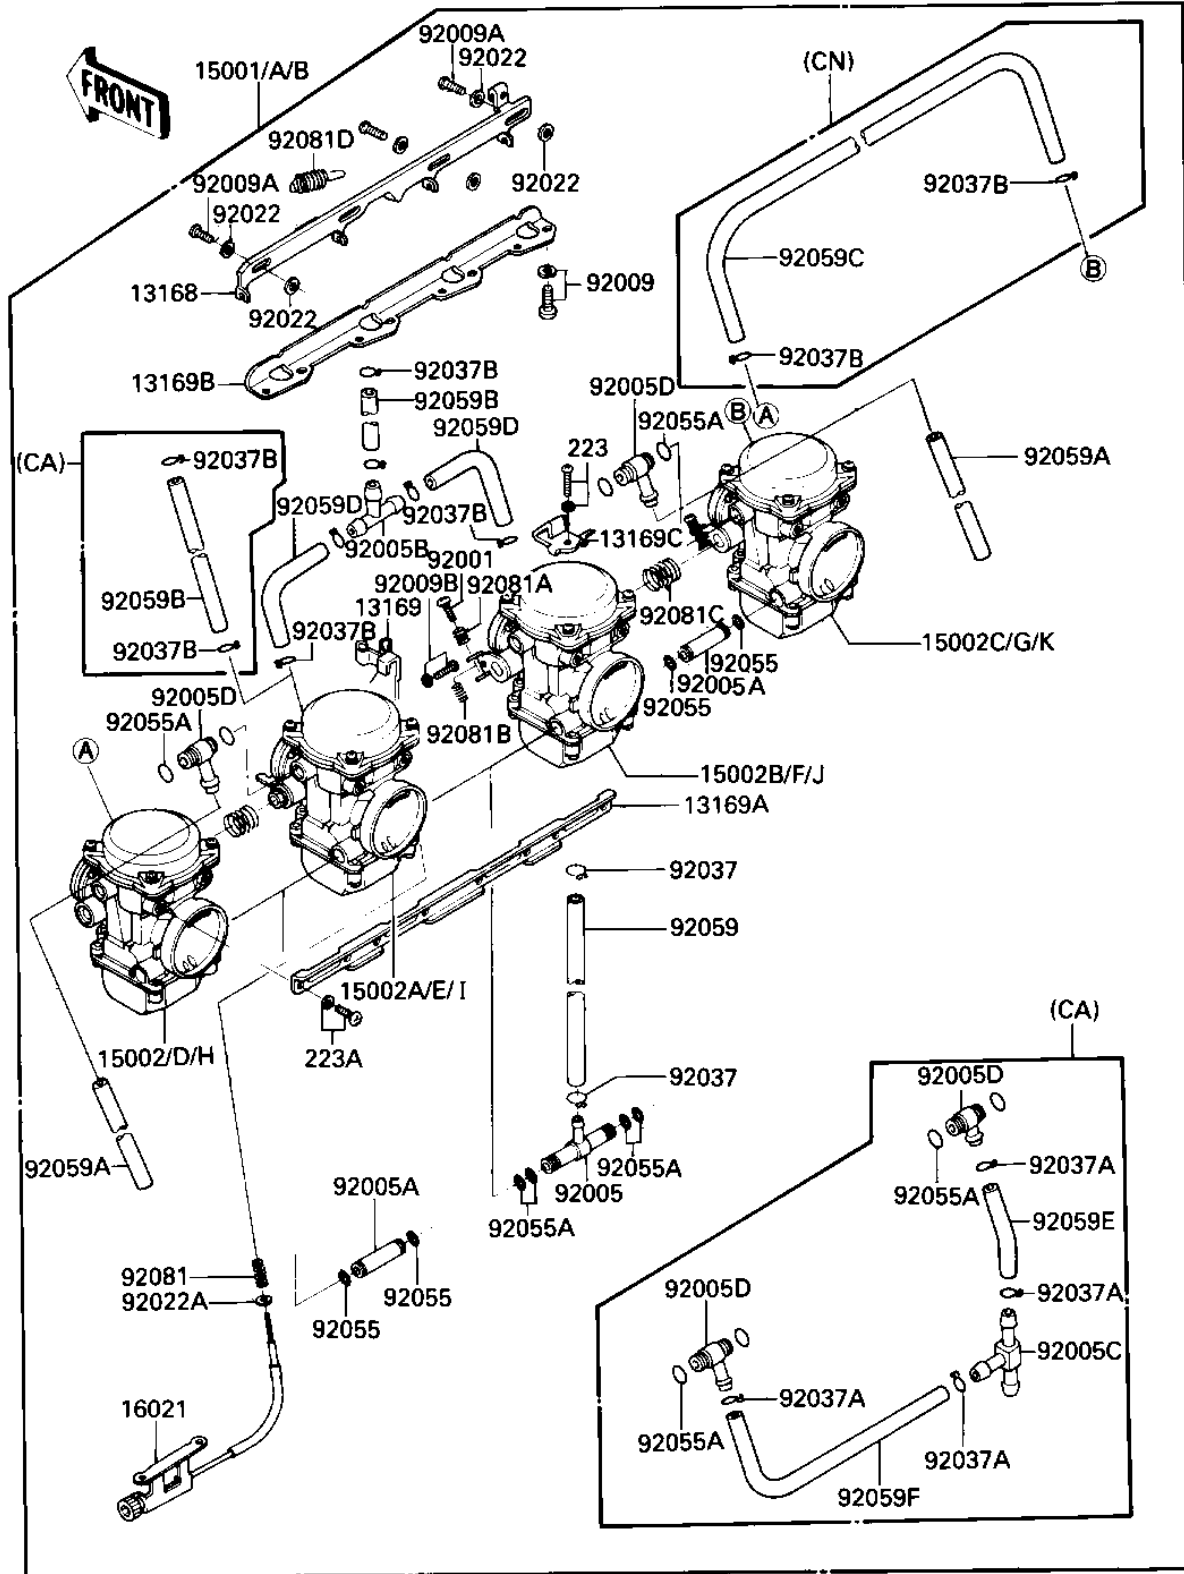 92009A
92022
15001/A/B
(CN)
FRONT
92081D
92009A
92022
92022
92037B
92059C
B
13168
92022
92009
92037B
13169B
92037B
92005D
92059B
B
A
92055A
92059D
(CA)
92037B
223
92059A
92059D
92037B
92005B
13169C
92001
92009B
92081A
92059B
13169
92081C
92037B
92037B
15002C/G/K
92055
92005A
92055
92005D
92055A
A
92081B
15002B/F/J
13169A
92037
92059
15002A/E/I
(CA)
15002/D/H
223A
92037
92005D
92059A
92055A
92037A
92005A
92005
92055A
92055A
92059E
92081
92055
92005D
92037A
92022A
92055
92005C
92037A
16021
92055A
92037A
92059F